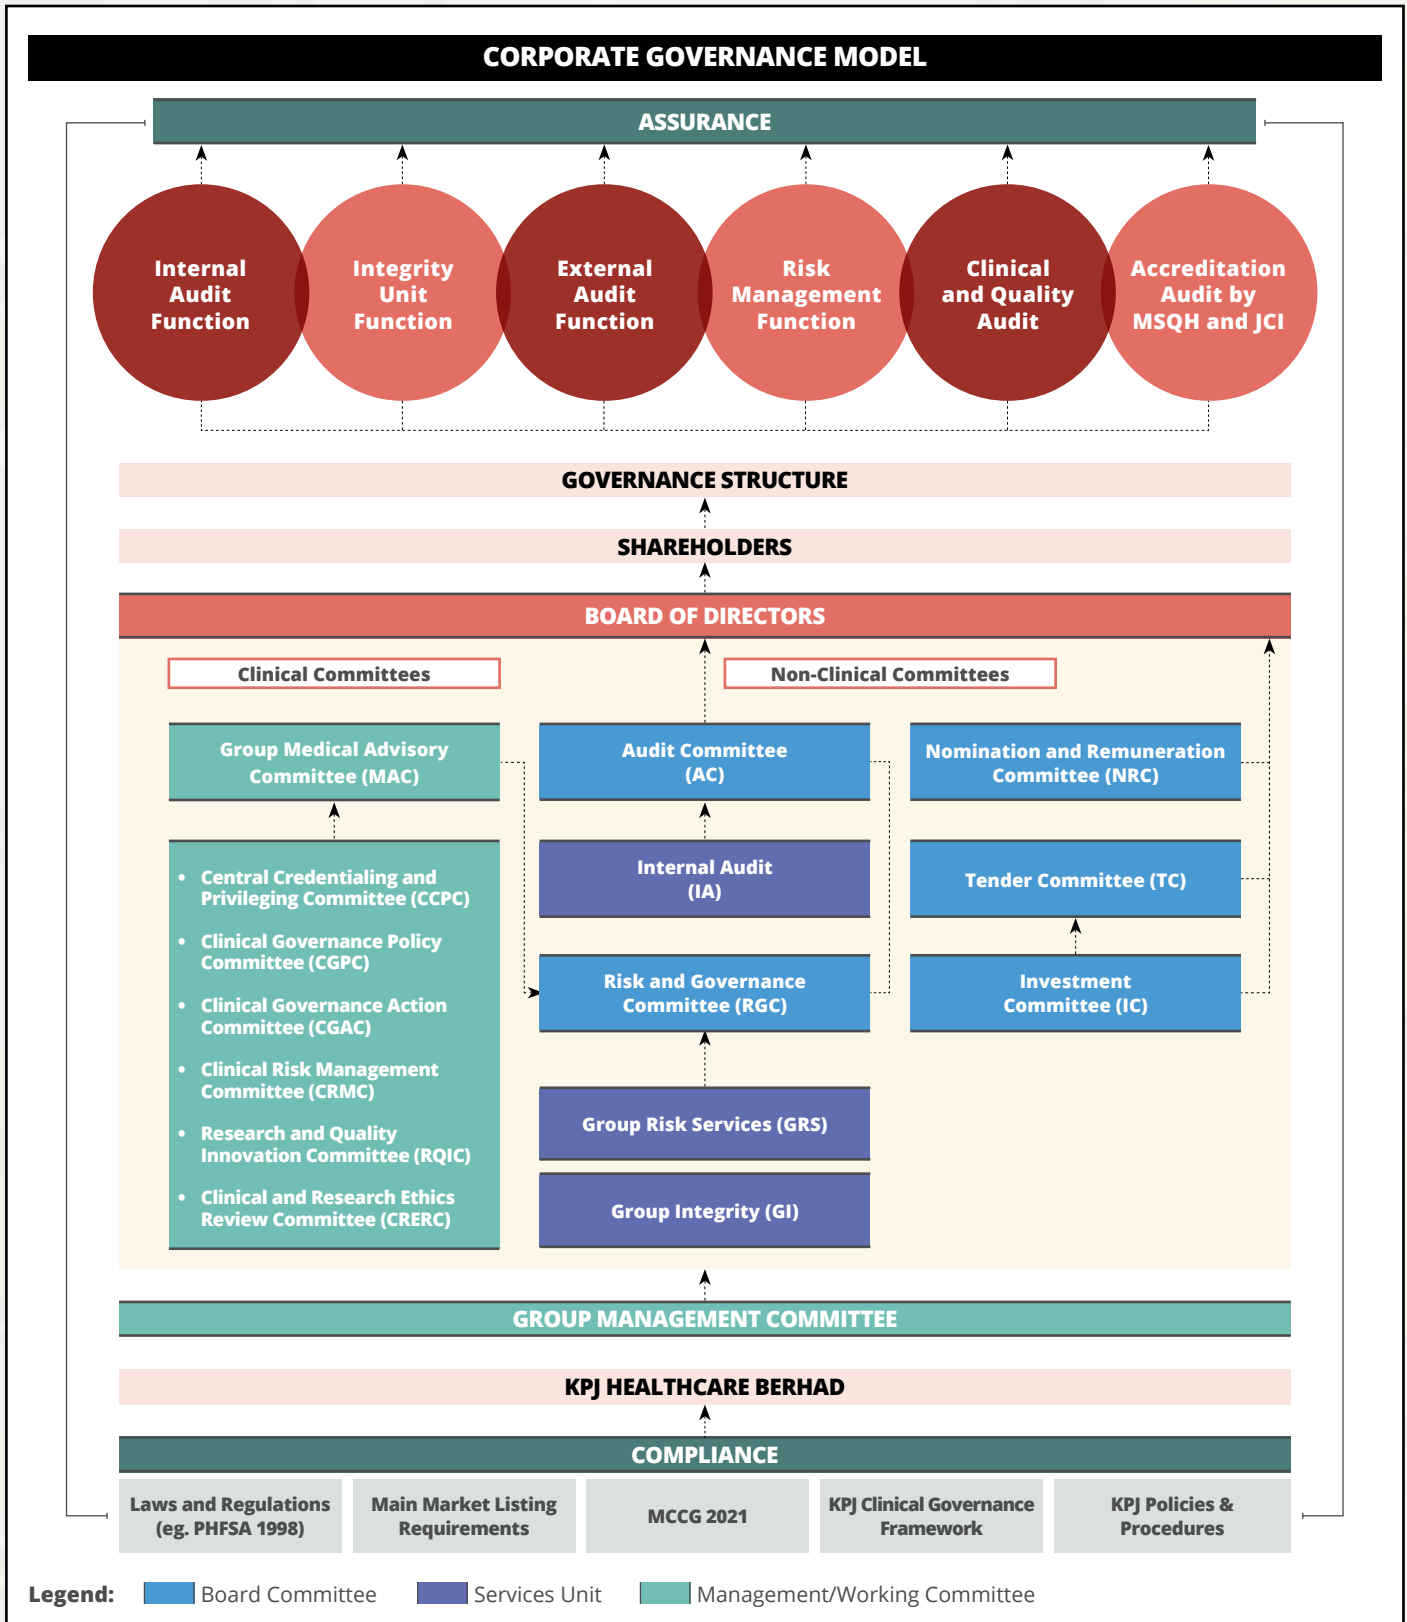 CORPORATE GOVERNANCE MODEL
ASSURANCE
Internal
Audit
Function
Integrity
Unit
Function
External
Audit
Function
Risk
Management
Function
Clinical
and Quality
Audit
Accreditation
Audit by
MSQH and JCI
GOVERNANCE STRUCTURE
SHAREHOLDERS
BOARD OF DIRECTORS
Clinical Committees
Non-Clinical Committees
Group Medical Advisory
Committee (MAC)
Audit Committee
(AC)
Nomination and Remuneration
Committee (NRC)
• Central Credentialing and
Privileging Committee (CCPC)
• Clinical Governance Policy
Committee (CGPC)
• Clinical Governance Action
Committee (CGAC)
• Clinical Risk Management
Committee (CRMC)
• Research and Quality
Innovation Committee (RQIC)
• Clinical and Research Ethics
Review Committee (CRERC)
Internal Audit
(IA)
Tender Committee (TC)
Risk and Governance
Committee (RGC)
Investment
Committee (IC)
Group Risk Services (GRS)
Group Integrity (GI)
GROUP MANAGEMENT COMMITTEE
KPJ HEALTHCARE BERHAD
COMPLIANCE
Laws and Regulations
(eg. PHFSA 1998)
Main Market Listing
Requirements
MCCG 2021
KPJ Clinical Governance
Framework
KPJ Policies &
Procedures
Legend: Board Committee Services Unit Management/Working Committee